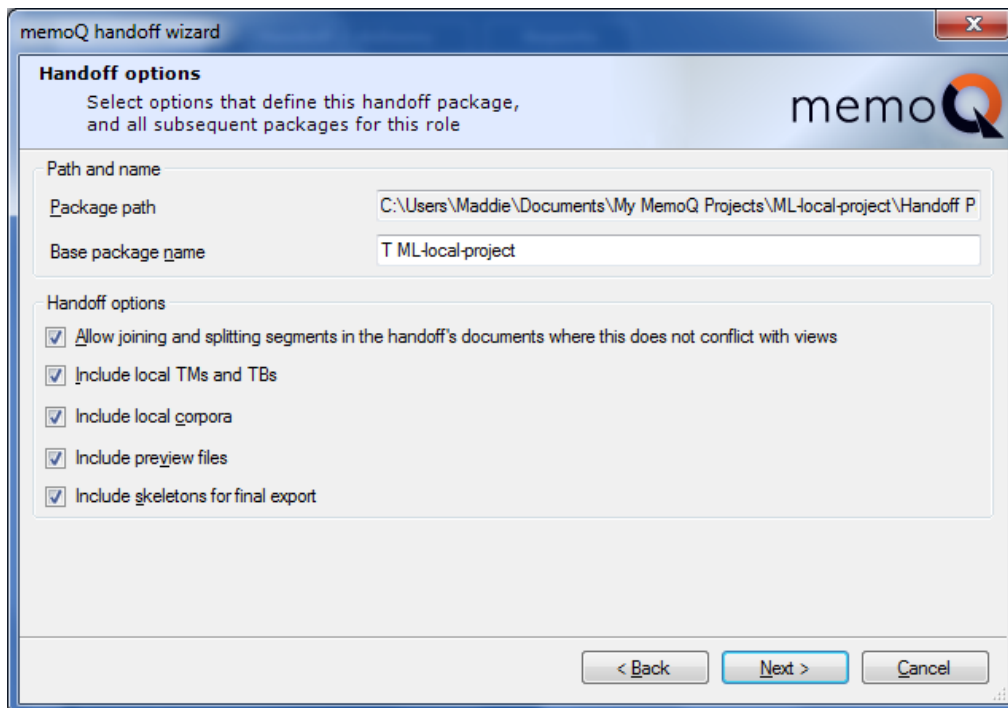 memoQ handoff wizard
Handoff options
Select options that define this handoff package,
and all subsequent packages for this role
memoQ
Path and name
Package path
C:\Users\Maddie\Documents\My MemoQ Projects\ML-local-project\Handoff P
Base package name
T ML-local-project
Handoff options
Allow joining and splitting segments in the handoff's documents where this does not conflict with views
Include local TMs and TBs
Include local corpora
Include preview files
Include skeletons for final export
< Back
Next >
Cancel